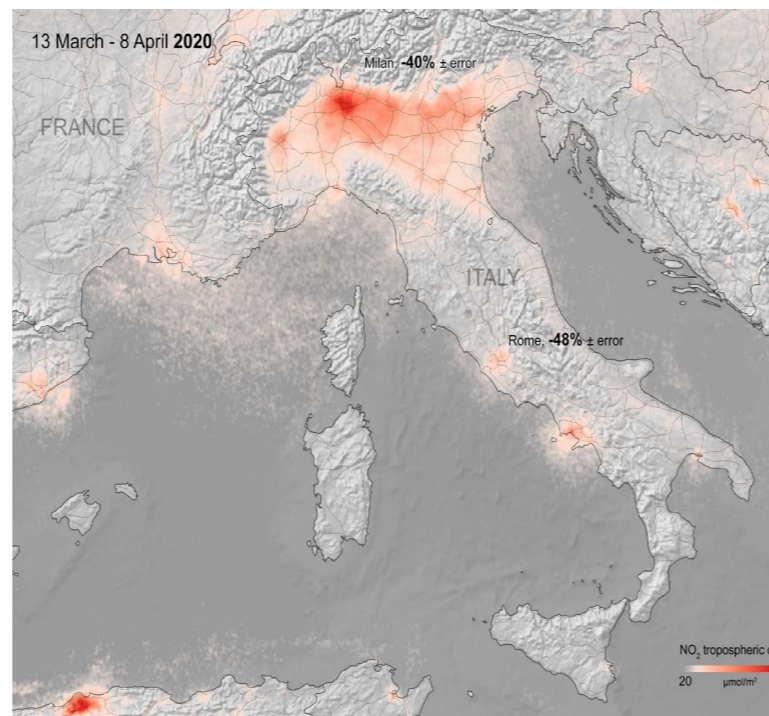 13 March - 8 April 2020
Milan, -40% ± error
FRANCE
ITALY
Rome, -48% ± error
NO₂ tropospheric
20 µmol/m²